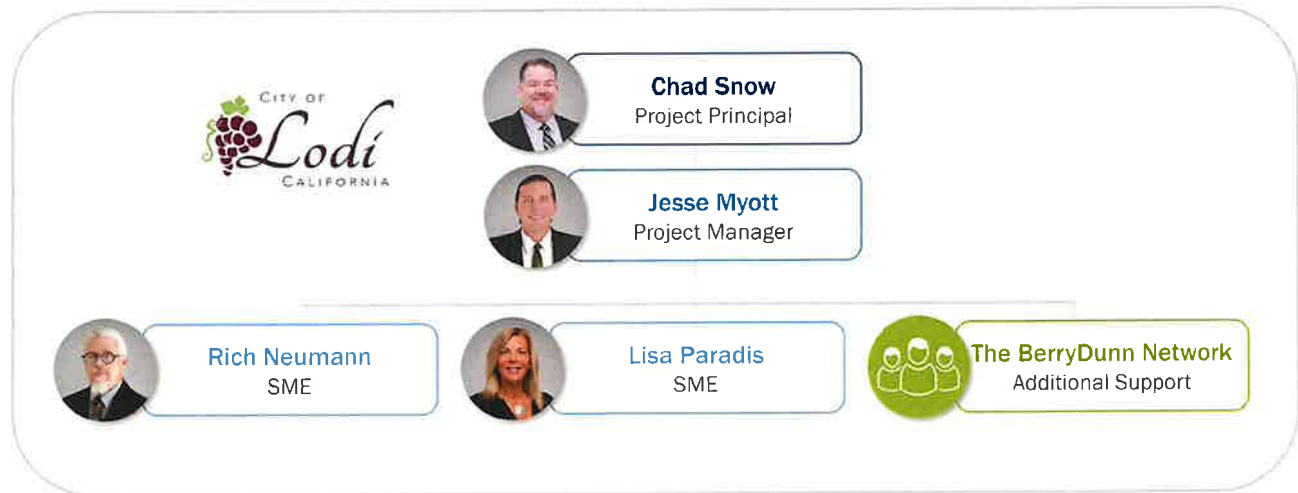 CITY OF
Lodi
CALIFORNIA
Chad Snow
Project Principal
Jesse Myott
Project Manager
Rich Neumann
SME
Lisa Paradis
SME
The BerryDunn Network
Additional Support